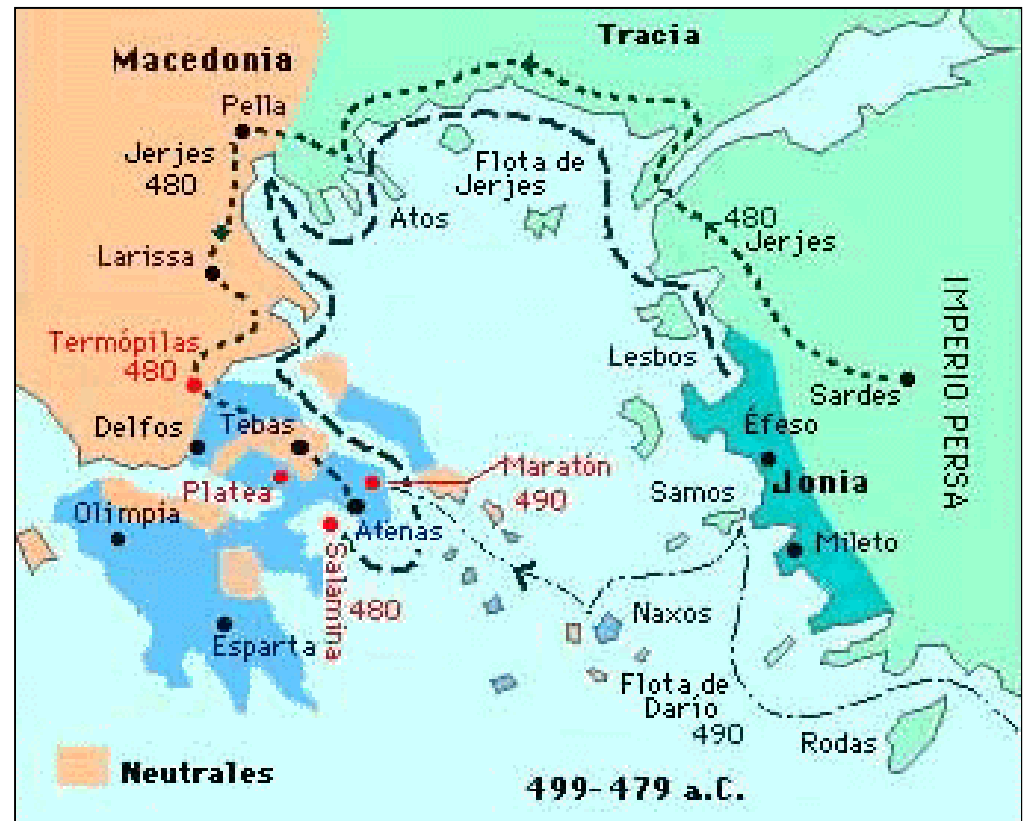 Tracia
Macedonia
Pella
Jerjes
480
Flota de
Jerjes
Atos
480
Jerjes
Larissa
IMPERIO PERSA
Termópilas
480
Lesbos
Sardes
Delfos
Tebas
Éfeso
Maratón
490
Platea
Jonia
Samos
Olimpia
Atenas
Mileto
Salamina
480
Naxos
Esparta
Flota de
Darío
490
Rodas
Neutrales
499-479 a.C.